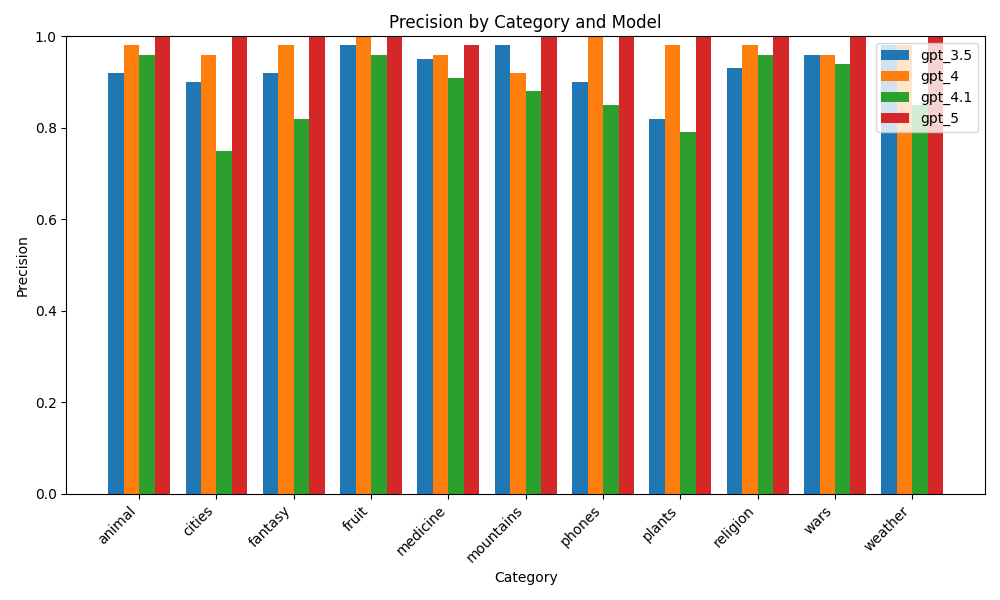 Precision by Category and Model
1.0
0.8
0.6
0.4
0.2
0.0
Precision
gpt_3.5
gpt_4
gpt_4.1
gpt_5
animal
cities
fantasy
fruit
medicine
mountains
phones
plants
religion
wars
weather
Category